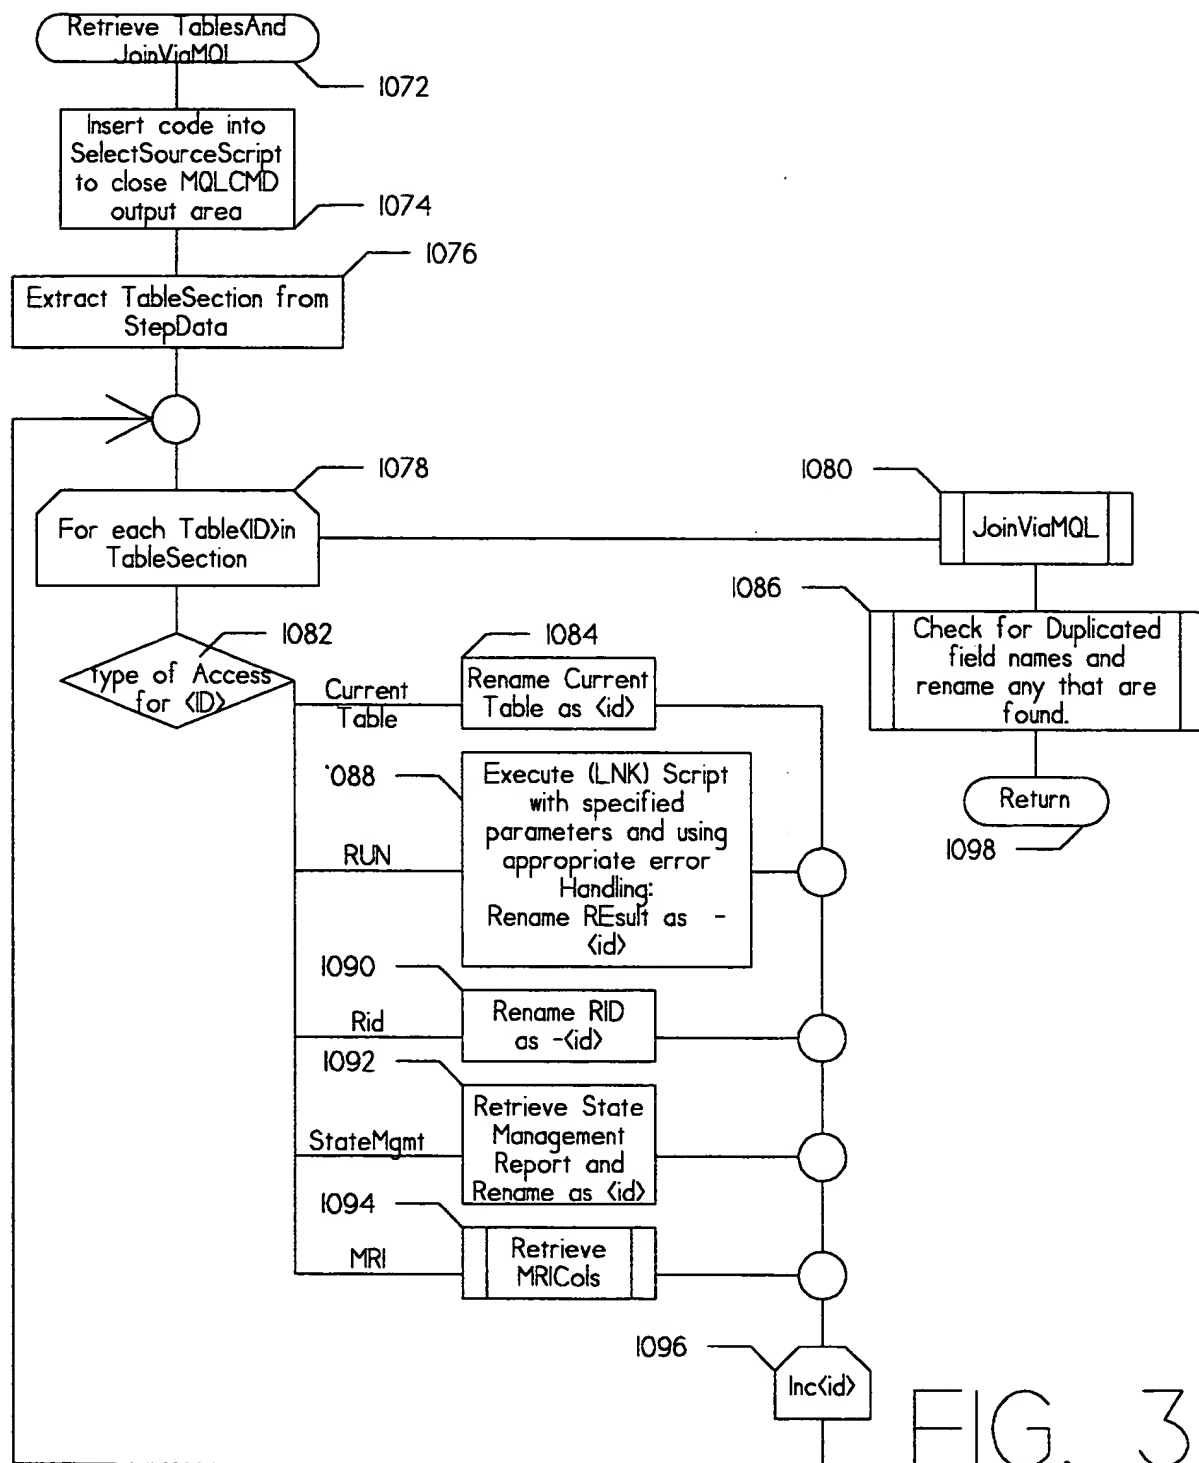 Retrieve TablesAnd
JoinViaMQL
1072
Insert code into
SelectSourceScript
to close MQLCMD
output area
1074
1076
Extract TableSection from
StepData
1078
For each Table<ID>in
TableSection
1080
JoinViaMQL
1086
Check for Duplicated
field names and
rename any that are
found.
Return
1098
1082
type of Access
for <ID>
Current
Table
1084
Rename Current
Table as <id>
088
RUN
Execute (LNK) Script
with specified
parameters and using
appropriate error
Handling:
Rename REsult as -
<id>
1090
Rid
Rename RID
as -<id>
1092
StateMgmt
Retrieve State
Management
Report and
Rename as <id>
1094
MRI
Retrieve
MRICols
1096
Inc<id>
FIG. 3